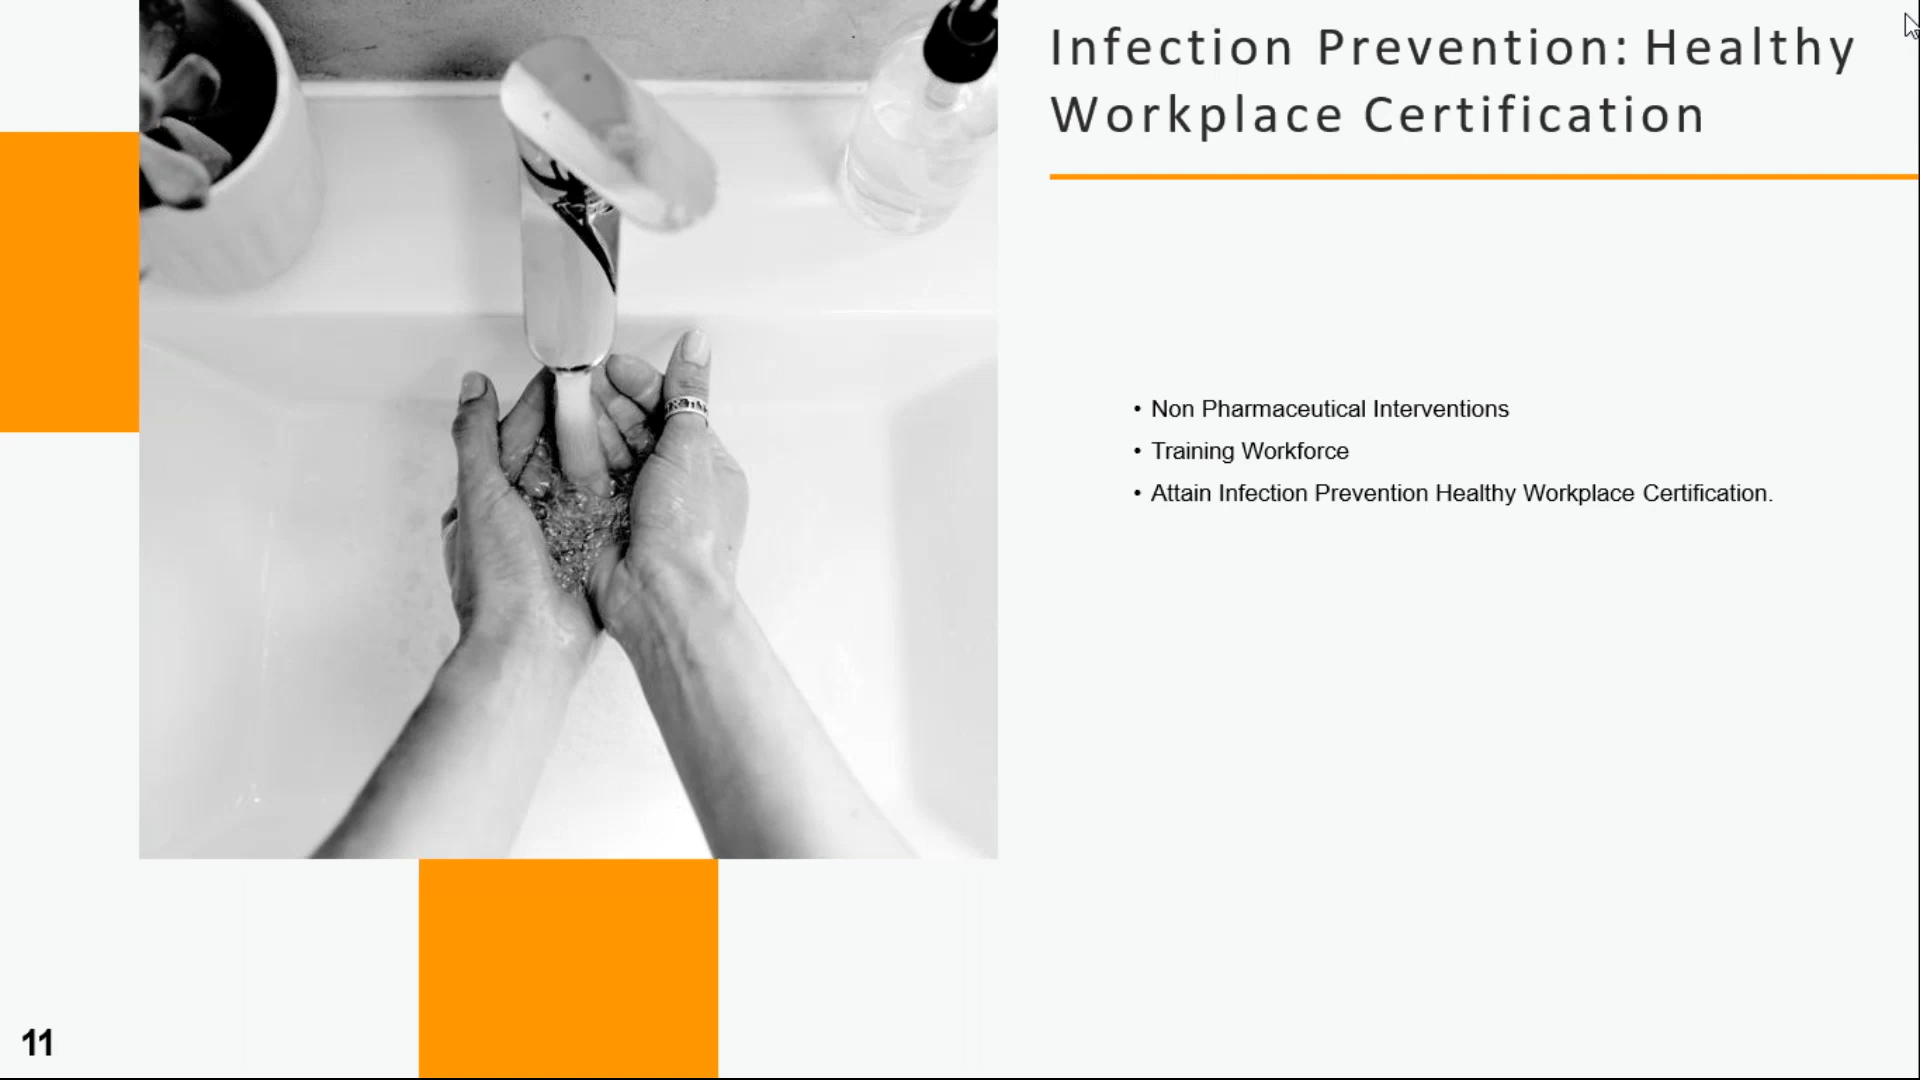 Infection Prevention: Healthy
Workplace Certification
• Non Pharmaceutical Interventions
• Training Workforce
• Attain Infection Prevention Healthy Workplace Certification.
11